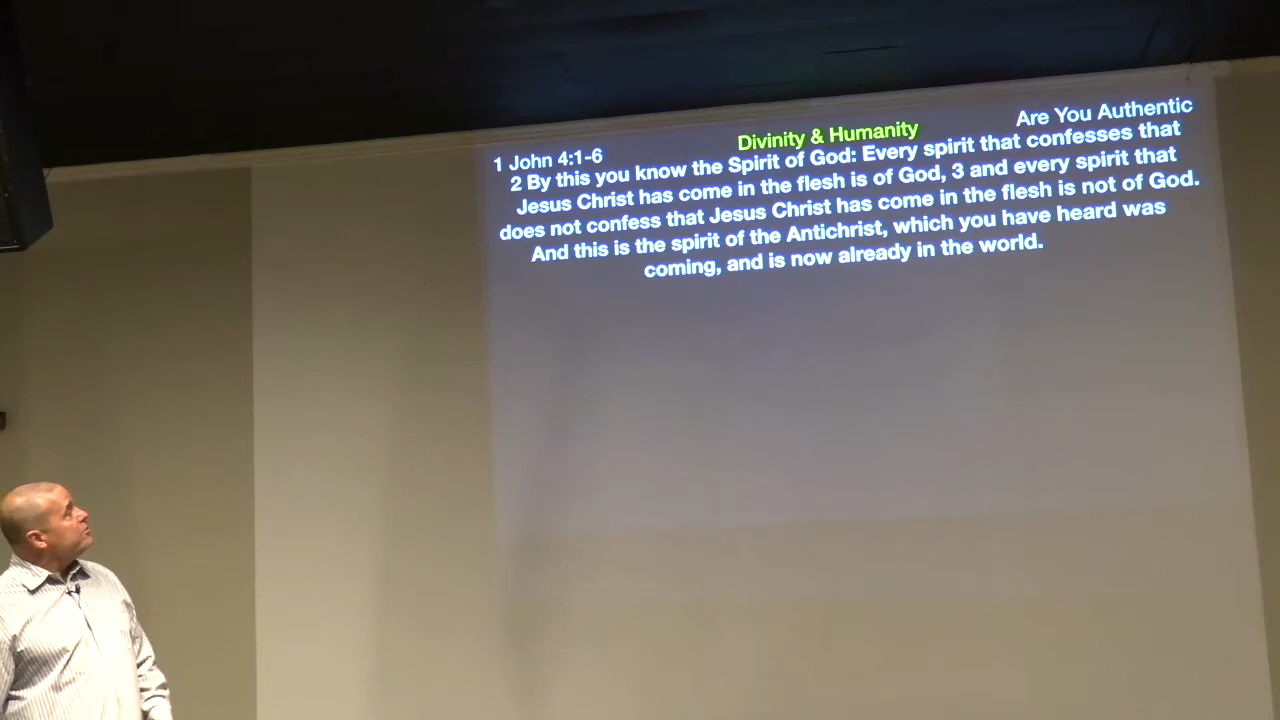 Are You Authentic
Divinity & Humanity
1 John 4:1-6
2 By this you know the Spirit of God: Every spirit that confesses that
Jesus Christ has come in the flesh is of God, 3 and every spirit that
does not confess that Jesus Christ has come in the flesh is not of God.
And this is the spirit of the Antichrist, which you have heard was
coming, and is now already in the world.